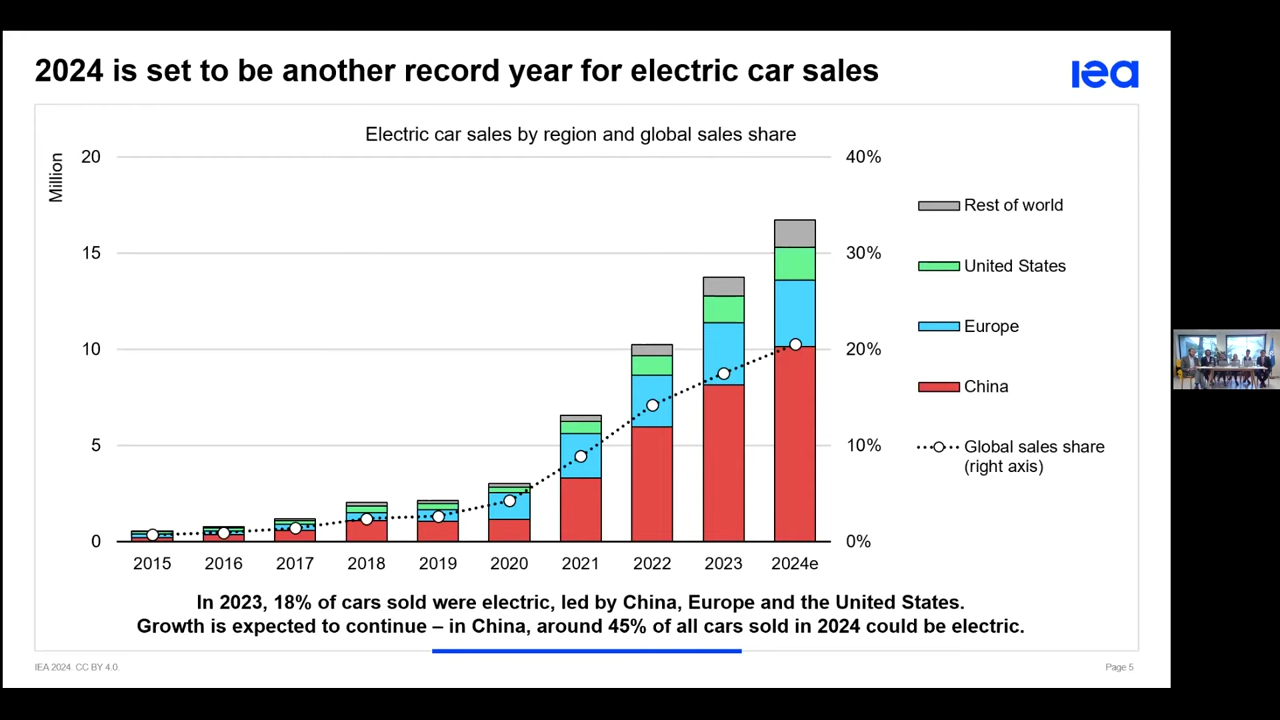 2024 is set to be another record year for electric car sales
iea
Electric car sales by region and global sales share
Million
20
15
10
5
0
40%
30%
20%
10%
0%
2015 2016 2017 2018 2019 2020 2021 2022 2023 2024e
Rest of world
United States
Europe
China
Global sales share
(right axis)
In 2023, 18% of cars sold were electric, led by China, Europe and the United States.
Growth is expected to continue – in China, around 45% of all cars sold in 2024 could be electric.
IEA 2024. CC BY 4.0.
Page 5